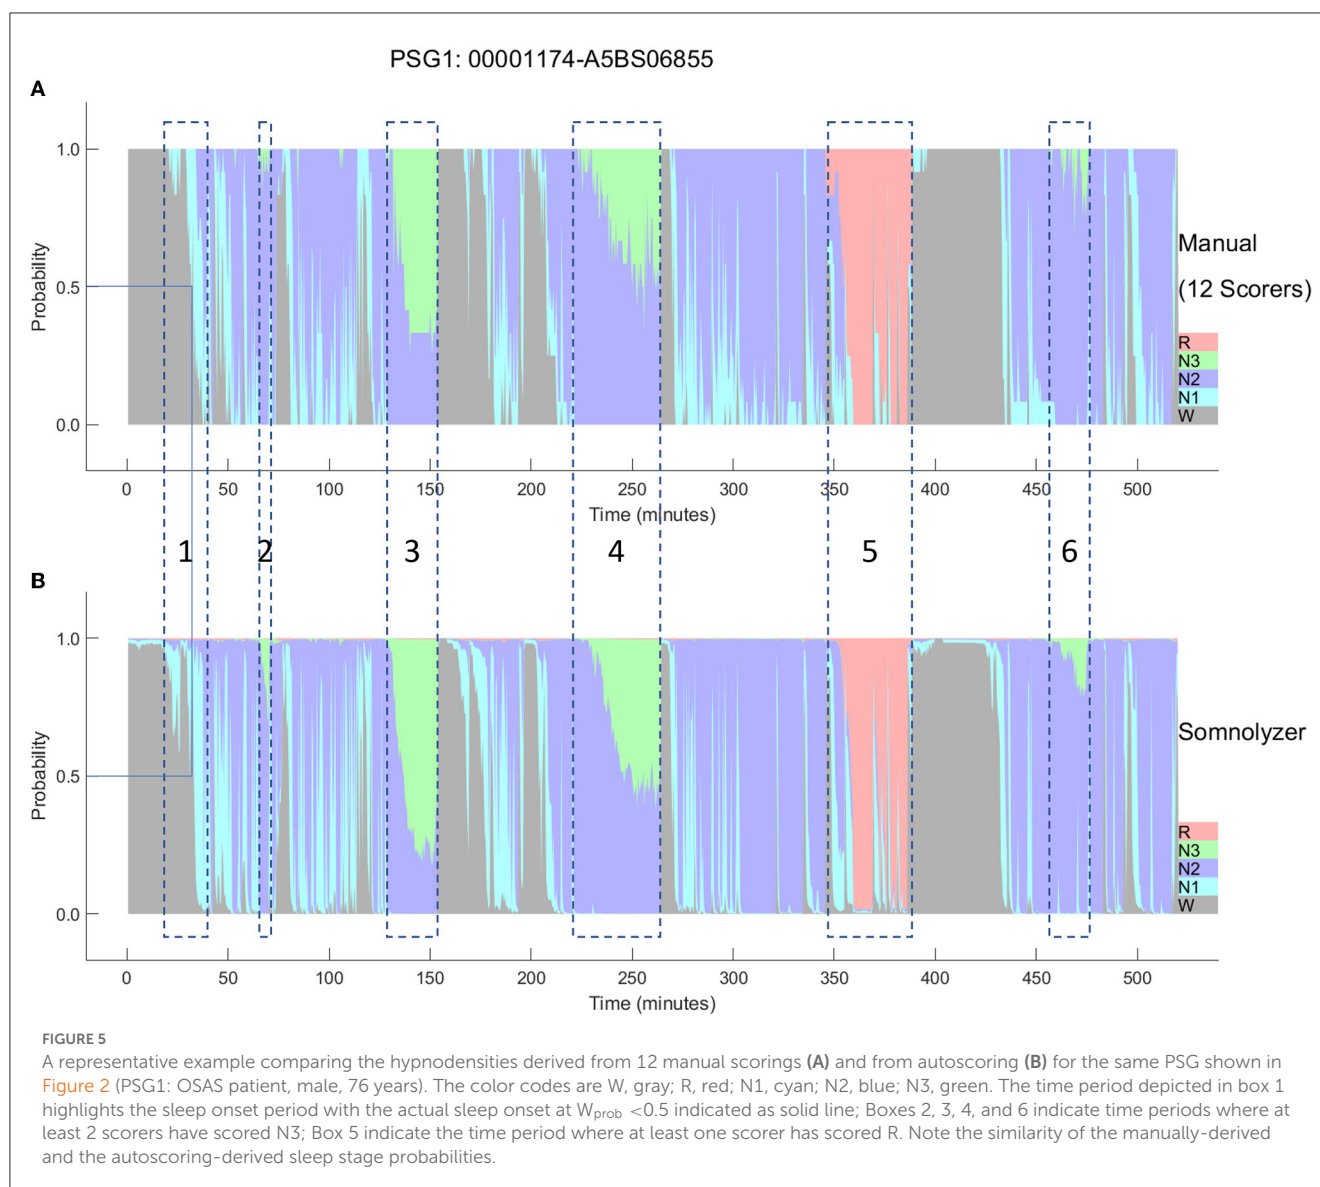 PSG1: 00001174-A5BS06855
A
1.0
0.5
0.0
Probability
0 50 100 150 200 250 300 350 400 450 500
Time (minutes)
Manual
(12 Scorers)
R
N3
N2
N1
W
1 2 3 4 5 6
B
1.0
0.5
0.0
Probability
0 50 100 150 200 250 300 350 400 450 500
Time (minutes)
Somnolyzer
R
N3
N2
N1
W
FIGURE 5
A representative example comparing the hypnodensities derived from 12 manual scorings (A) and from autoscoring (B) for the same PSG shown in
Figure 2 (PSG1: OSAS patient, male, 76 years). The color codes are W, gray; R, red; N1, cyan; N2, blue; N3, green. The time period depicted in box 1
highlights the sleep onset period with the actual sleep onset at Wprob <0.5 indicated as solid line; Boxes 2, 3, 4, and 6 indicate time periods where at
least 2 scorers have scored N3; Box 5 indicate the time period where at least one scorer has scored R. Note the similarity of the manually-derived
and the autoscoring-derived sleep stage probabilities.